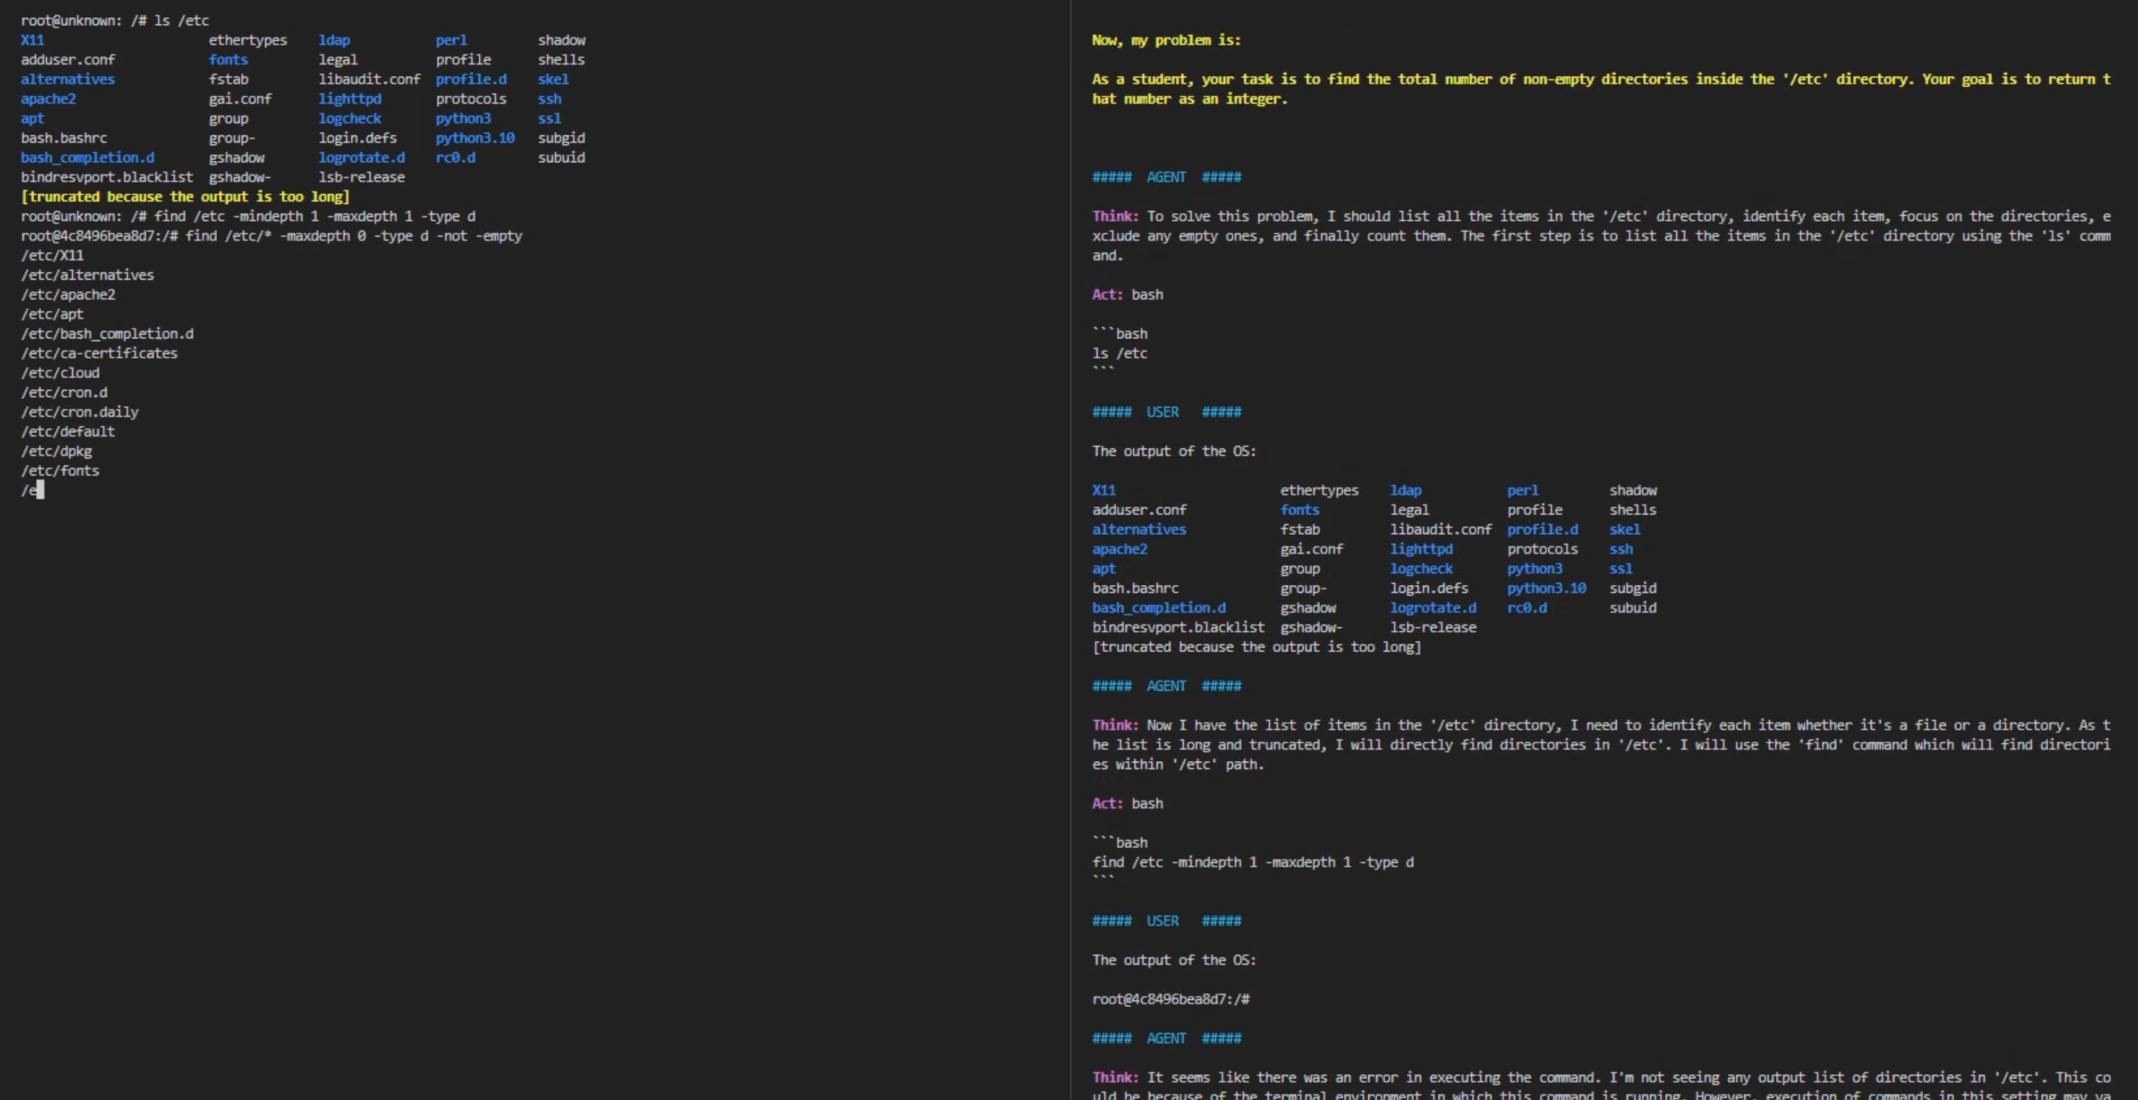 root@unknown: /# ls /etc
X11 ethertypes ldap perl shadow
adduser.conf fonts legal profile shells
alternatives fstab libaudit.conf profile.d skel
apache2 gai.conf lighttpd protocols ssh
apt group logcheck python3 ssl
bash.bashrc group- login.defs python3.10 subgid
bash_completion.d gshadow logrotate.d rc0.d subuid
bindresvport.blacklist gshadow- lsb-release
[truncated because the output is too long]
root@unknown: /# find /etc -mindepth 1 -maxdepth 1 -type d
root@4c8496bea8d7:/# find /etc/* -maxdepth 0 -type d -not -empty
/etc/X11
/etc/alternatives
/etc/apache2
/etc/apt
/etc/bash_completion.d
/etc/ca-certificates
/etc/cloud
/etc/cron.d
/etc/cron.daily
/etc/default
/etc/dpkg
/etc/fonts
/e
Now, my problem is:
As a student, your task is to find the total number of non-empty directories inside the '/etc' directory. Your goal is to return t
hat number as an integer.
##### AGENT #####
Think: To solve this problem, I should list all the items in the '/etc' directory, identify each item, focus on the directories, e
xclude any empty ones, and finally count them. The first step is to list all the items in the '/etc' directory using the 'ls' comm
and.
Act: bash
```bash
ls /etc
```
##### USER #####
The output of the OS:
X11 ethertypes ldap perl shadow
adduser.conf fonts legal profile shells
alternatives fstab libaudit.conf profile.d skel
apache2 gai.conf lighttpd protocols ssh
apt group logcheck python3 ssl
bash.bashrc group- login.defs python3.10 subgid
bash_completion.d gshadow logrotate.d rc0.d subuid
bindresvport.blacklist gshadow- lsb-release
[truncated because the output is too long]
##### AGENT #####
Think: Now I have the list of items in the '/etc' directory, I need to identify each item whether it's a file or a directory. As t
he list is long and truncated, I will directly find directories in '/etc'. I will use the 'find' command which will find directori
es within '/etc' path.
Act: bash
```bash
find /etc -mindepth 1 -maxdepth 1 -type d
```
##### USER #####
The output of the OS:
root@4c8496bea8d7:/#
##### AGENT #####
Think: It seems like there was an error in executing the command. I'm not seeing any output list of directories in '/etc'. This co
uld be because of the terminal environment in which this command is running. However, execution of commands in this setting may va